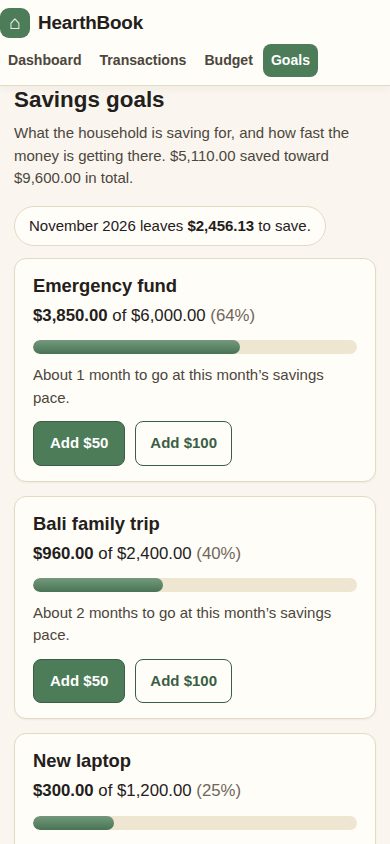 HearthBook
Dashboard Transactions Budget Goals
Savings goals
What the household is saving for, and how fast the
money is getting there. $5,110.00 saved toward
$9,600.00 in total.
November 2026 leaves $2,456.13 to save.
Emergency fund
$3,850.00 of $6,000.00 (64%)
About 1 month to go at this month’s savings
pace.
Add $50 Add $100
Bali family trip
$960.00 of $2,400.00 (40%)
About 2 months to go at this month’s savings
pace.
Add $50 Add $100
New laptop
$300.00 of $1,200.00 (25%)